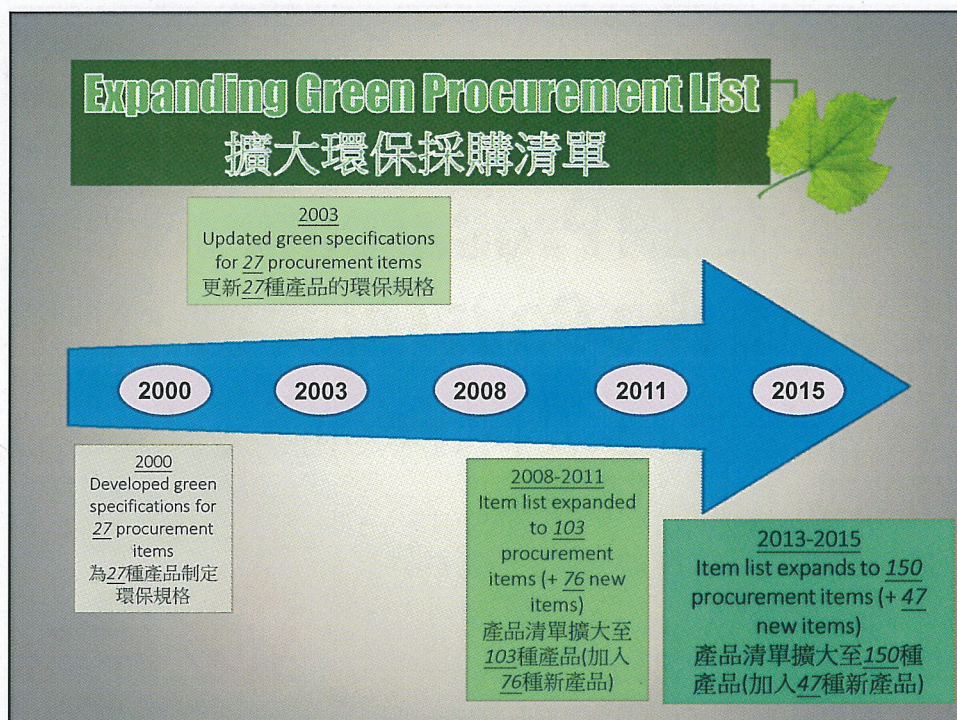 Expanding Green Procurement List
擴大環保採購清單
2003
Updated green specifications
for 27 procurement items
更新27種產品的環保規格
2000
2003
2008
2011
2015
2000
Developed green
specifications for
27 procurement
items
為27種產品制定
環保規格
2008-2011
Item list expanded
to 103
procurement
items (+ 76 new
items)
產品清單擴大至
103種產品(加入
76種新產品)
2013-2015
Item list expands to 150
procurement items (+ 47
new items)
產品清單擴大至150種
產品(加入47種新產品)